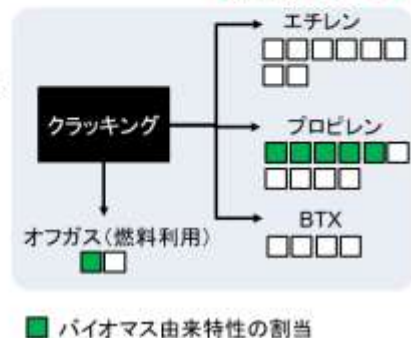 エチレン
クラッキング
プロピレン
BTX
オフガス(燃料利用)
バイオマス由来特性の割当